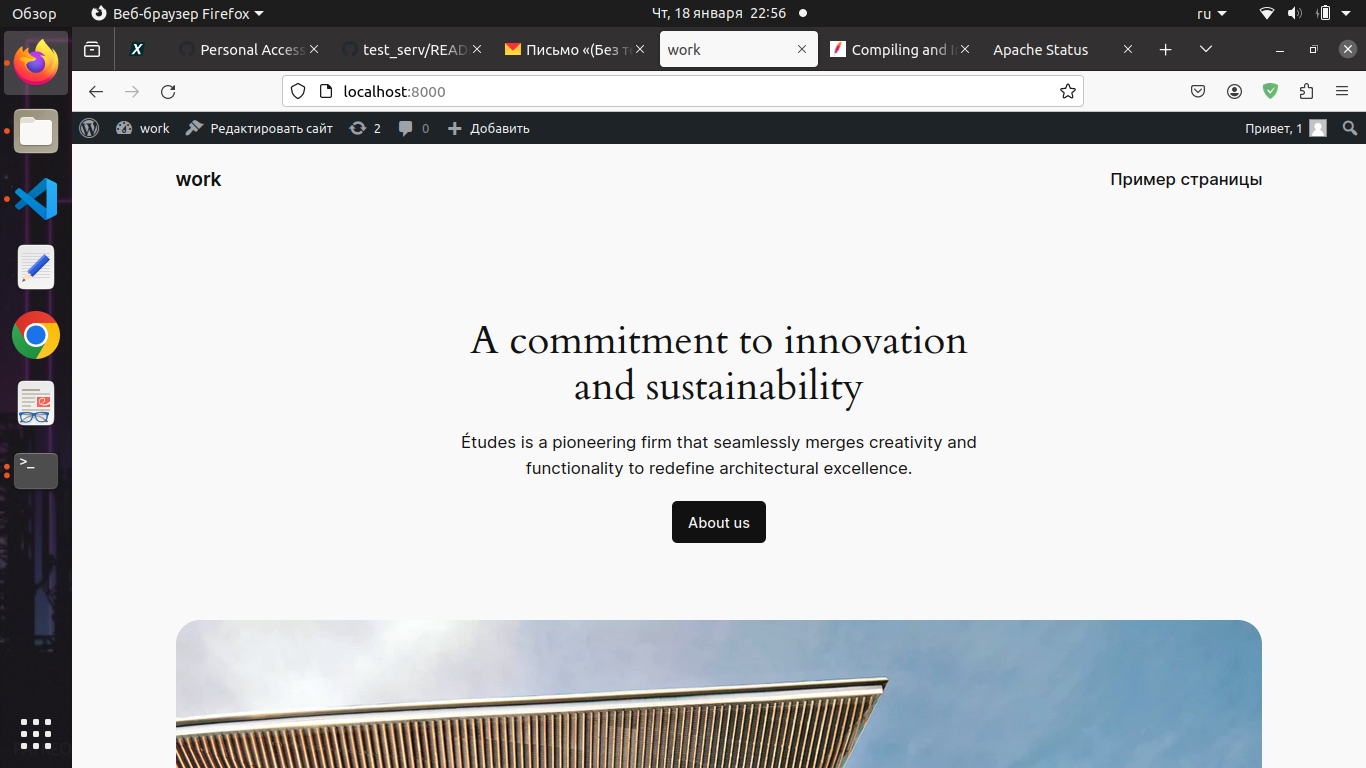 Обзор
Веб-браузер Firefox
Чт, 18 января 22:56
ru
Personal Access
test_serv/READ
Письмо «(Без т
work
Compiling and I
Apache Status
localhost:8000
work
Редактировать сайт
2
0
Добавить
Привет, 1
work
Пример страницы
A commitment to innovation
and sustainability
Études is a pioneering firm that seamlessly merges creativity and
functionality to redefine architectural excellence.
About us